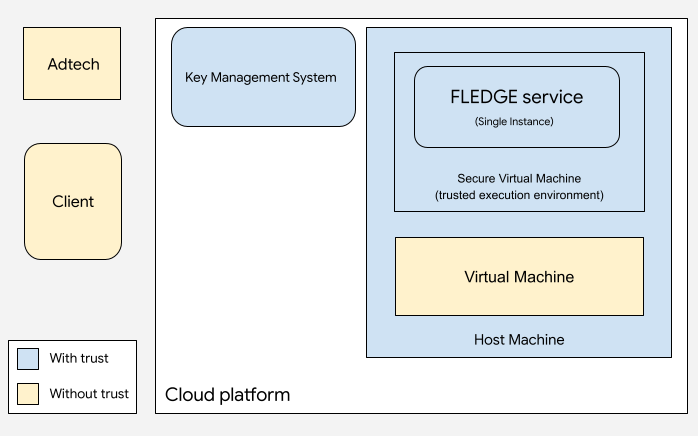 Adtech
Client
With trust
Without trust
Key Management System
FLEDGE service
(Single Instance)
Secure Virtual Machine
(trusted execution environment)
Virtual Machine
Host Machine
Cloud platform